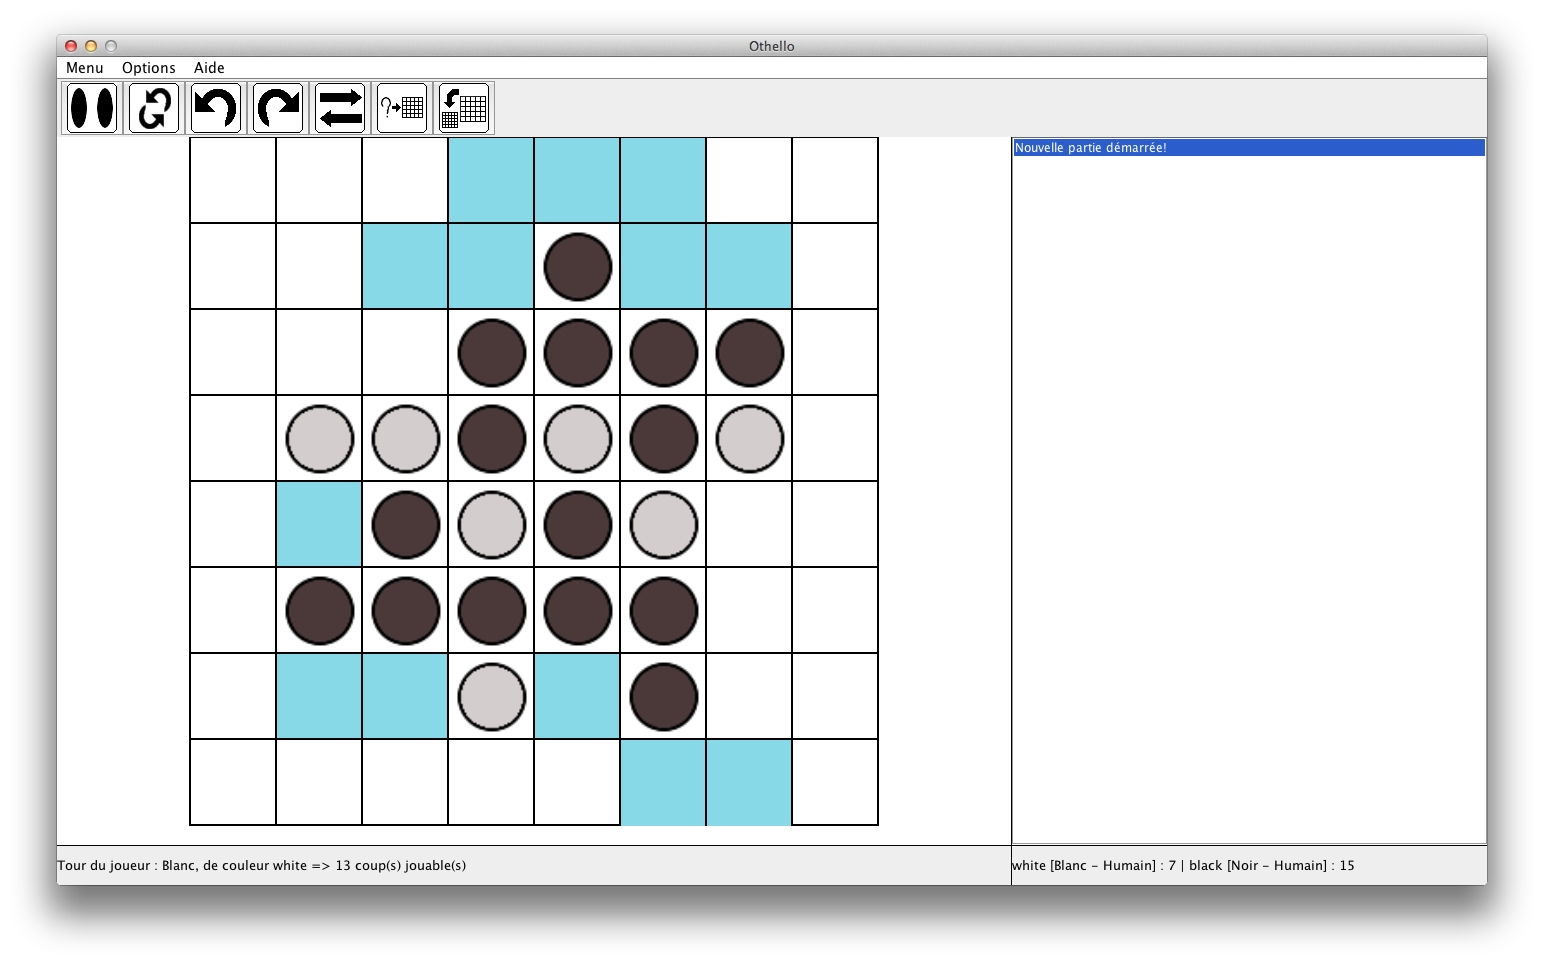 Othello
Menu Options Aide
?
Nouvelle partie démarrée!
Tour du joueur : Blanc, de couleur white => 13 coup(s) jouable(s)
white [Blanc - Humain] : 7 | black [Noir - Humain] : 15